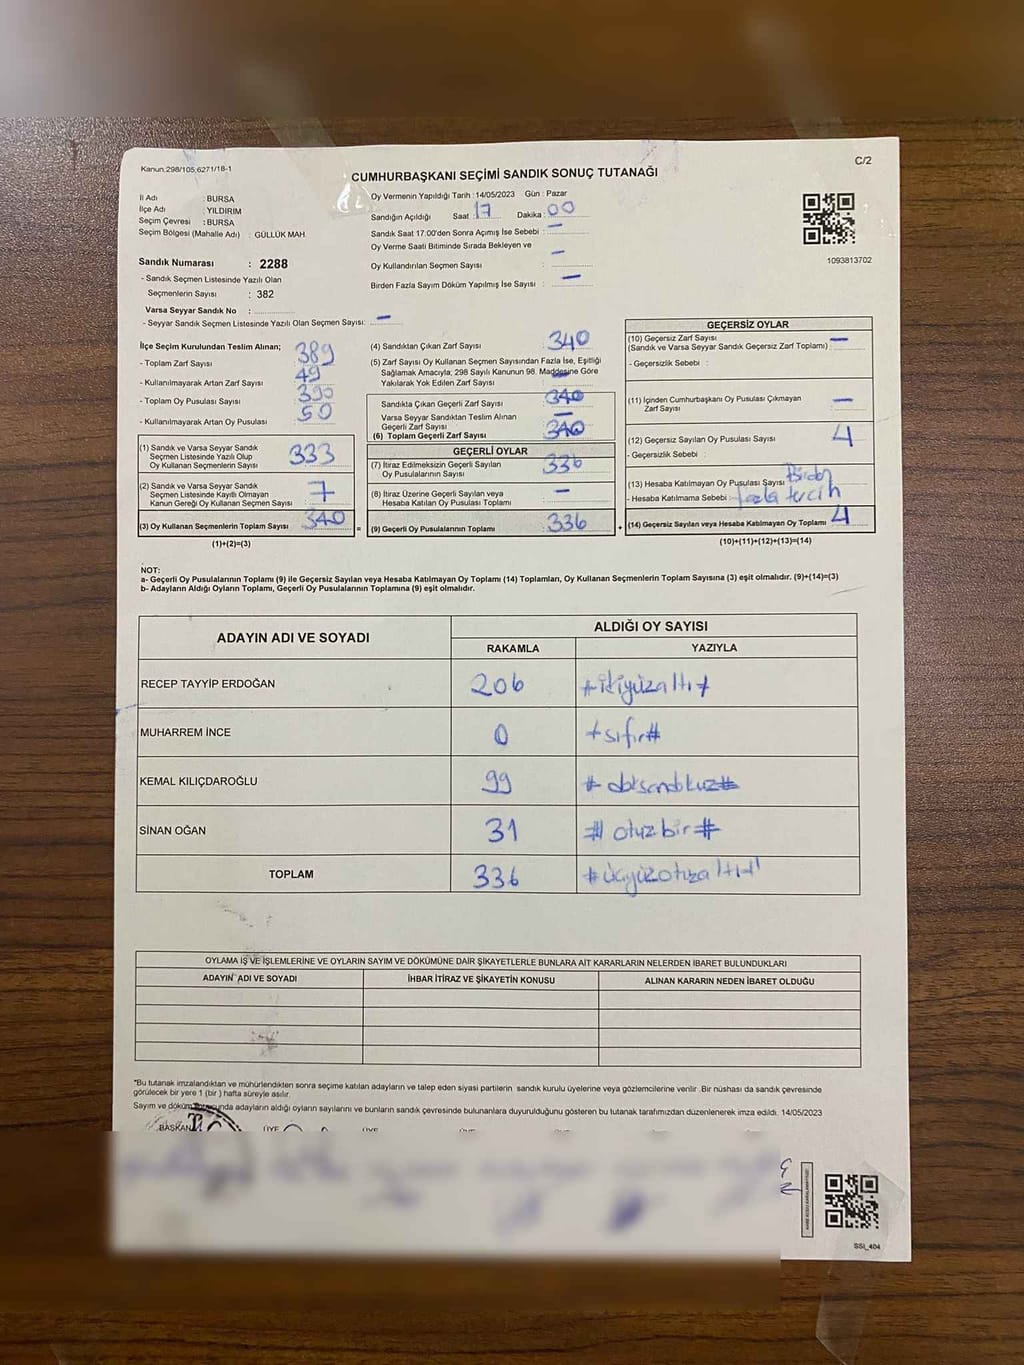 Kanun:298/105,6271/18-1
C/2
CUMHURBAŞKANI SEÇİMİ SANDIK SONUÇ TUTANAĞI
İl Adı : BURSA
İlçe Adı : YILDIRIM
Seçim Çevresi : BURSA
Seçim Bölgesi (Mahalle Adı) : GÜLLÜK MAH.
Oy Vermenin Yapıldığı Tarih : 14/05/2023 Gün : Pazar
Sandığın Açıldığı Saat : 17 Dakika : 00
Sandık Saat 17.00'den Sonra Açımış İse Sebebi : —
Oy Verme Saati Bitiminde Sırada Bekleyen ve
Oy Kullandırılan Seçmen Sayısı : —
Birden Fazla Sayım Döküm Yapılmış İse Sayısı : —
1093813702
Sandık Numarası : 2288
- Sandık Seçmen Listesinde Yazılı Olan
Seçmenlerin Sayısı : 382
Varsa Seyyar Sandık No :
- Seyyar Sandık Seçmen Listesinde Yazılı Olan Seçmen Sayısı: —
İlçe Seçim Kurulundan Teslim Alınan;
- Toplam Zarf Sayısı 389
- Kullanılmayarak Artan Zarf Sayısı 49
- Toplam Oy Pusulası Sayısı 390
- Kullanılmayarak Artan Oy Pusulası 50
(1) Sandık ve Varsa Seyyar Sandık
Seçmen Listesinde Yazılı Olup
Oy Kullanan Seçmenlerin Sayısı 333
(2) Sandık ve Varsa Seyyar Sandık
Seçmen Listesinde Kayıtlı Olmayan
Kanun Gereği Oy Kullanan Seçmen Sayısı 7
(3) Oy Kullanan Seçmenlerin Toplam Sayısı 340
(1)+(2)=(3)
(4) Sandıktan Çıkan Zarf Sayısı 340
(5) Zarf Sayısı Oy Kullanan Seçmen Sayısından Fazla İse, Eşitliği
Sağlamak Amacıyla, 298 Sayılı Kanunun 98. Maddesine Göre
Yakılarak Yok Edilen Zarf Sayısı —
Sandıkta Çıkan Geçerli Zarf Sayısı 340
Varsa Seyyar Sandıktan Teslim Alınan
Geçerli Zarf Sayısı —
(6) Toplam Geçerli Zarf Sayısı 340
GEÇERLİ OYLAR
(7) İtiraz Edilmeksizin Geçerli Sayılan
Oy Pusulalarının Sayısı 336
(8) İtiraz Üzerine Geçerli Sayılan veya
Hesaba Katılan Oy Pusulası Sayısı —
= (9) Geçerli Oy Pusulalarının Toplamı 336
GEÇERSİZ OYLAR
(10) Geçersiz Zarf Sayısı
(Sandık ve Varsa Seyyar Sandık Geçersiz Zarf Toplamı) —
- Geçersizlik Sebebi :
(11) İçinden Cumhurbaşkanı Oy Pusulası Çıkmayan
Zarf Sayısı —
(12) Geçersiz Sayılan Oy Pusulası Sayısı 4
- Geçersizlik Sebebi :
(13) Hesaba Katılmayan Oy Pusulası Sayısı Birden
- Hesaba Katılmama Sebebi : fazla tercih
+ (14) Geçersiz Sayılan veya Hesaba Katılmayan Oy Toplamı 4
(10)+(11)+(12)+(13)=(14)
NOT:
a- Geçerli Oy Pusulalarının Toplamı (9) ile Geçersiz Sayılan veya Hesaba Katılmayan Oy Toplamı (14) Toplamları, Oy Kullanan Seçmenlerin Toplam Sayısına (3) eşit olmalıdır. (9)+(14)=(3)
b- Adayların Aldığı Oyların Toplamı, Geçerli Oy Pusulalarının Toplamına (9) eşit olmalıdır.
ADAYIN ADI VE SOYADI ALDIĞI OY SAYISI
RAKAMLA YAZIYLA
RECEP TAYYİP ERDOĞAN 206 #ikiyüzaltı#
MUHARREM İNCE 0 #sıfır#
KEMAL KILIÇDAROĞLU 99 #doksandokuz#
SİNAN OĞAN 31 #otuzbir#
TOPLAM 336 #üçyüzotuzaltı#
OYLAMA İŞ VE İŞLEMLERİNE VE OYLARIN SAYIM VE DÖKÜMÜNE DAİR ŞİKAYETLERLE BUNLARA AİT KARARLARIN NELERDEN İBARET BULUNDUKLARI
ADAYIN ADI VE SOYADI İHBAR İTİRAZ VE ŞİKAYETİN KONUSU ALINAN KARARIN NEDEN İBARET OLDUĞU
"Bu tutanak imzalandıktan ve mühürlendikten sonra seçime katılan adayların ve talep eden siyasi partilerin sandık kurulu üyelerine veya gözlemcilerine verilir. Bir nüshası da sandık çevresinde
görülecek bir yere 1 (bir ) hafta süreyle asılır.
Sayım ve döküm sonucunda adayların aldığı oyların sayılarını ve bunların sandık çevresinde bulunanlara duyurulduğunu gösteren bu tutanak tarafımızdan düzenlenerek imza edildi. 14/05/2023
BAŞKAN ÜYE ÜYE
SSI_404